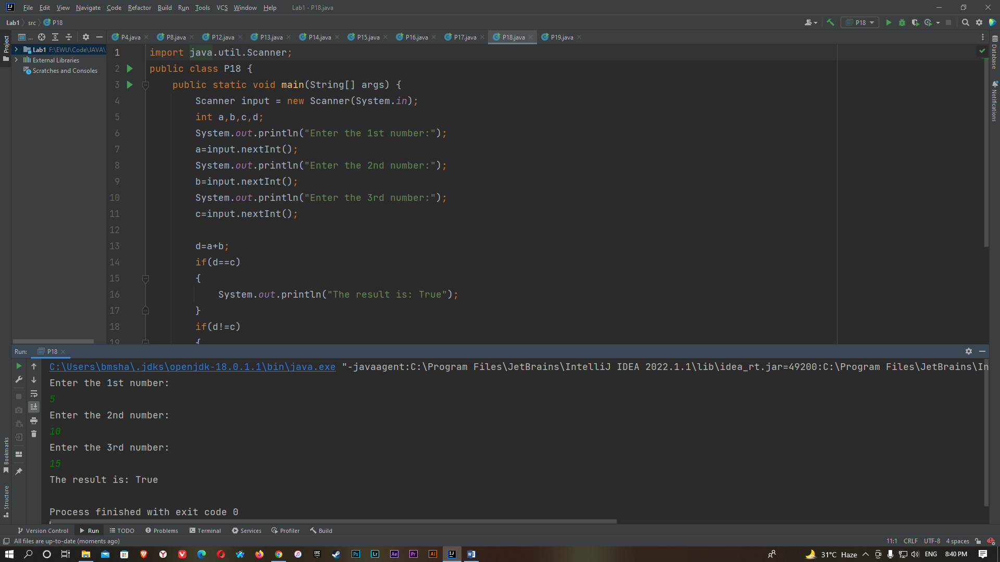 File Edit View Navigate Code Refactor Build Run Tools VCS Window Help Lab1 - P18.java
Lab1 src P18
P18
Project
...
P4.java P8.java P12.java P13.java P14.java P15.java P16.java P17.java P18.java P19.java
Lab1 F:\EWU\Code\JAVA\
External Libraries
Scratches and Consoles
1 import java.util.Scanner;
2 public class P18 {
3 public static void main(String[] args) {
4 Scanner input = new Scanner(System.in);
5 int a,b,c,d;
6 System.out.println("Enter the 1st number:");
7 a=input.nextInt();
8 System.out.println("Enter the 2nd number:");
9 b=input.nextInt();
10 System.out.println("Enter the 3rd number:");
11 c=input.nextInt();
12
13 d=a+b;
14 if(d==c)
15 {
16 System.out.println("The result is: True");
17 }
18 if(d!=c)
19 {
Database
Notifications
Run: P18
C:\Users\bmsha\.jdks\openjdk-18.0.1.1\bin\java.exe "-javaagent:C:\Program Files\JetBrains\IntelliJ IDEA 2022.1.1\lib\idea_rt.jar=49200:C:\Program Files\JetBrains\In
Enter the 1st number:
5
Enter the 2nd number:
10
Enter the 3rd number:
15
The result is: True
Process finished with exit code 0
Bookmarks
Structure
Version Control Run TODO Problems Terminal Services Profiler Build
All files are up-to-date (moments ago) 11:1 CRLF UTF-8 4 spaces
EPIC Ps Lr Ae Pr Ai IJ 31°C Haze ENG 8:40 PM